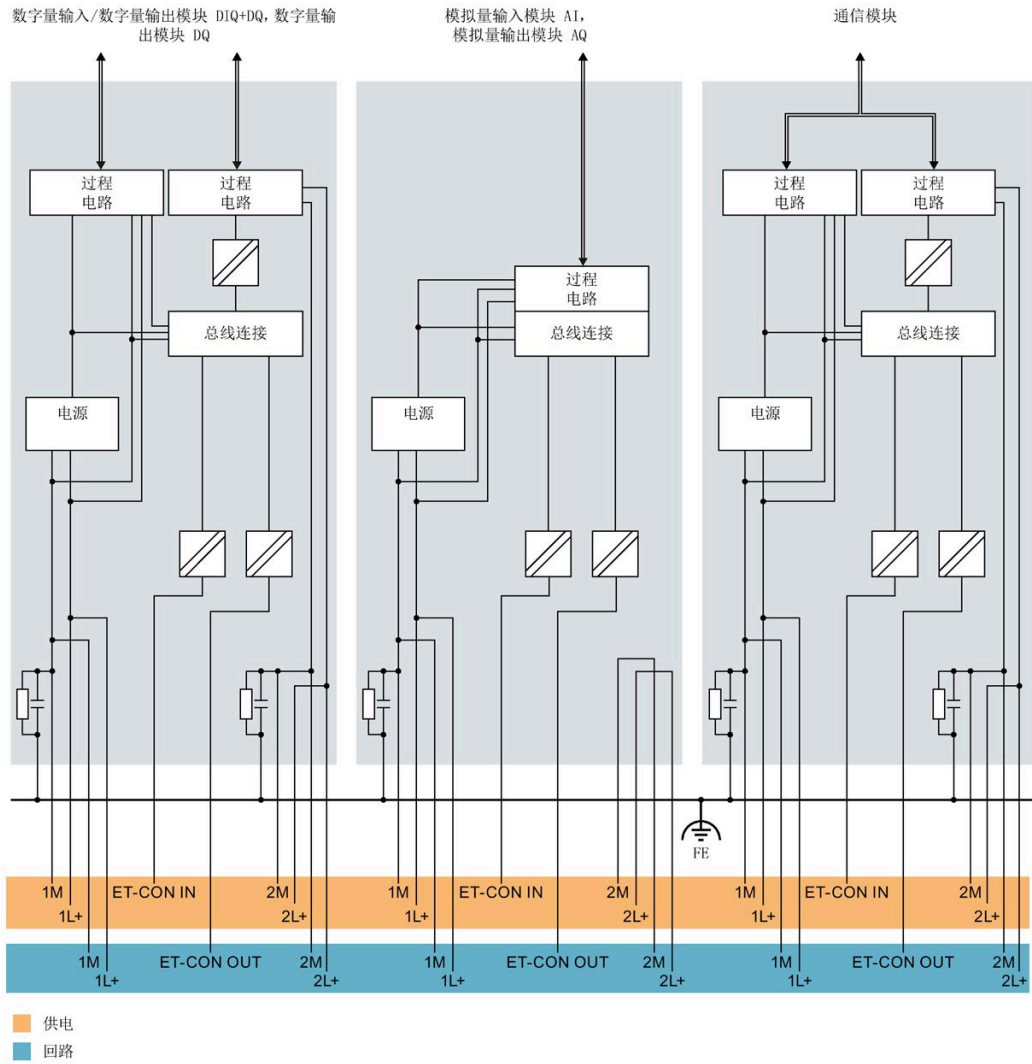 数字量输入/数字量输出模块 DIQ+DQ,数字量输
出模块 DQ
模拟量输入模块 AI,
模拟量输出模块 AQ
通信模块
过程
电路
过程
电路
过程
电路
过程
电路
过程
电路
总线连接
总线连接
总线连接
电源
电源
电源
FE
1M
ET-CON IN
2M
1M
ET-CON IN
2M
1M
ET-CON IN
2M
1L+
2L+
1L+
2L+
1L+
2L+
1M
ET-CON OUT
2M
1M
ET-CON OUT
2M
1M
ET-CON OUT
2M
1L+
2L+
1L+
2L+
1L+
2L+
供电
回路